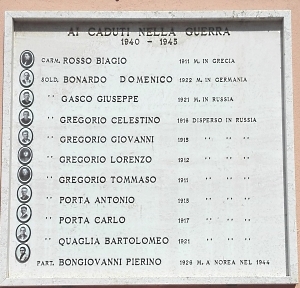 AI CADUTI NELLA GUERRA
1940 - 1945
CARM. ROSSO BIAGIO 1911 M. IN GRECIA
SOLD. BONARDO DOMENICO 1922 M. IN GERMANIA
" GASCO GIUSEPPE 1921 M. IN RUSSIA
" GREGORIO CELESTINO 1916 DISPERSO IN RUSSIA
" GREGORIO GIOVANNI 1915 " " "
" GREGORIO LORENZO 1912 " " "
" GREGORIO TOMMASO 1911 " " "
" PORTA ANTONIO 1915 " " "
" PORTA CARLO 1917 " " "
" QUAGLIA BARTOLOMEO 1921 " " "
PART. BONGIOVANNI PIERINO 1926 M. A NOREA NEL 1944